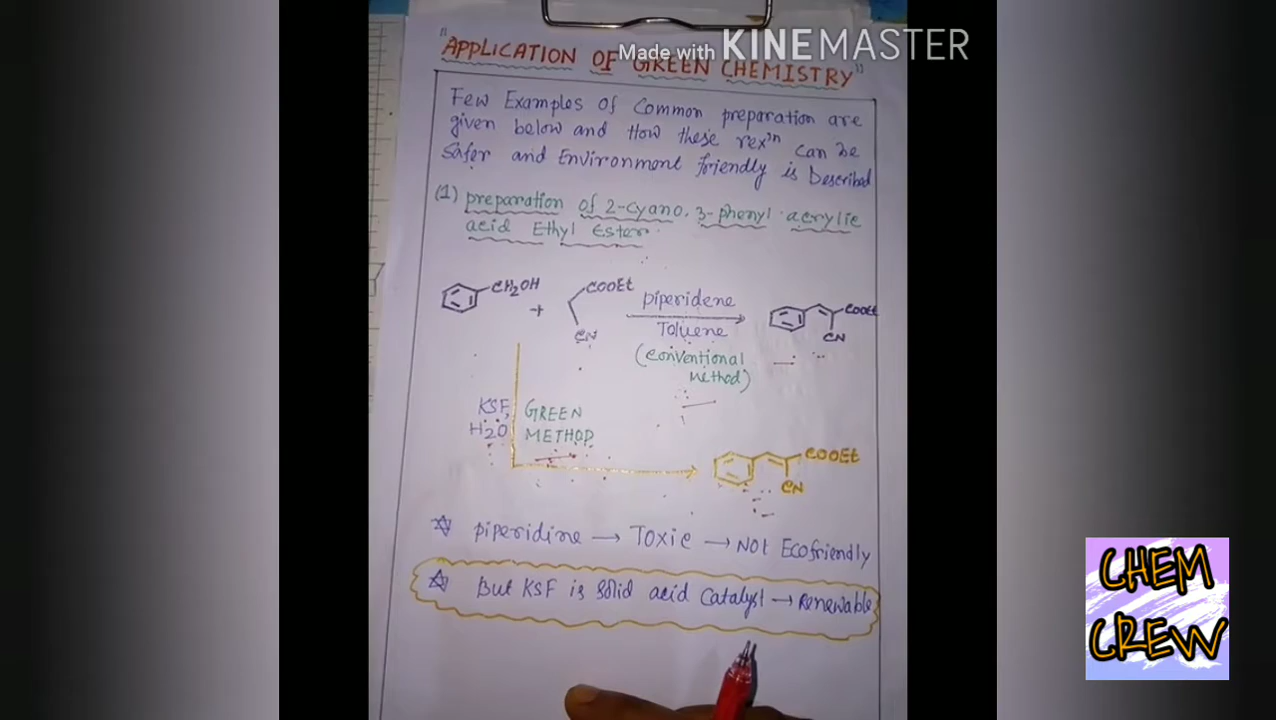 Made with KINEMASTER
"APPLICATION OF GREEN CHEMISTRY"
Few Examples Of Common preparation are
given below and How these rexⁿ can be
Safer and Environment friendly is Described
(1) preparation of 2-cyano, 3-phenyl acrylic
acid Ethyl Ester
CH2OH
+
COOEt
CN
piperidene
Toluene
(conventional
Method)
COOEt
CN
KSF,
H2O
GREEN
METHOD
COOEt
CN
piperidine → Toxic → Not Ecofriendly
But KSF is Solid acid Catalyst → Renewable
CHEM
CREW